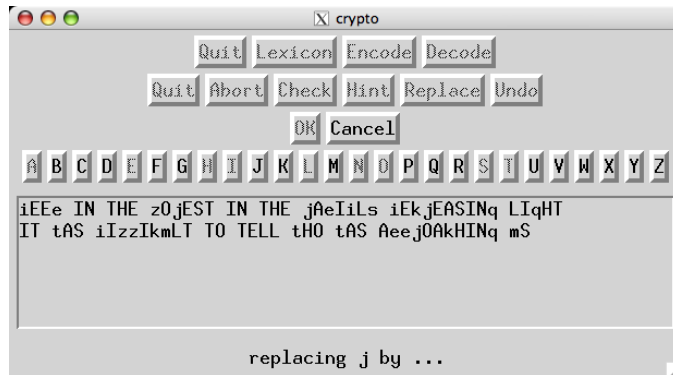 X crypto
Quit Lexicon Encode Decode
Quit Abort Check Hint Replace Undo
OK Cancel
A B C D E F G H I J K L M N O P Q R S T U V W X Y Z
iEEe IN THE zOjEST IN THE jAeIiLs iEkjEASINq LIqHT
IT tAS iIzzIkmLT TO TELL tHO tAS AeejOAkHINq mS
replacing j by ...